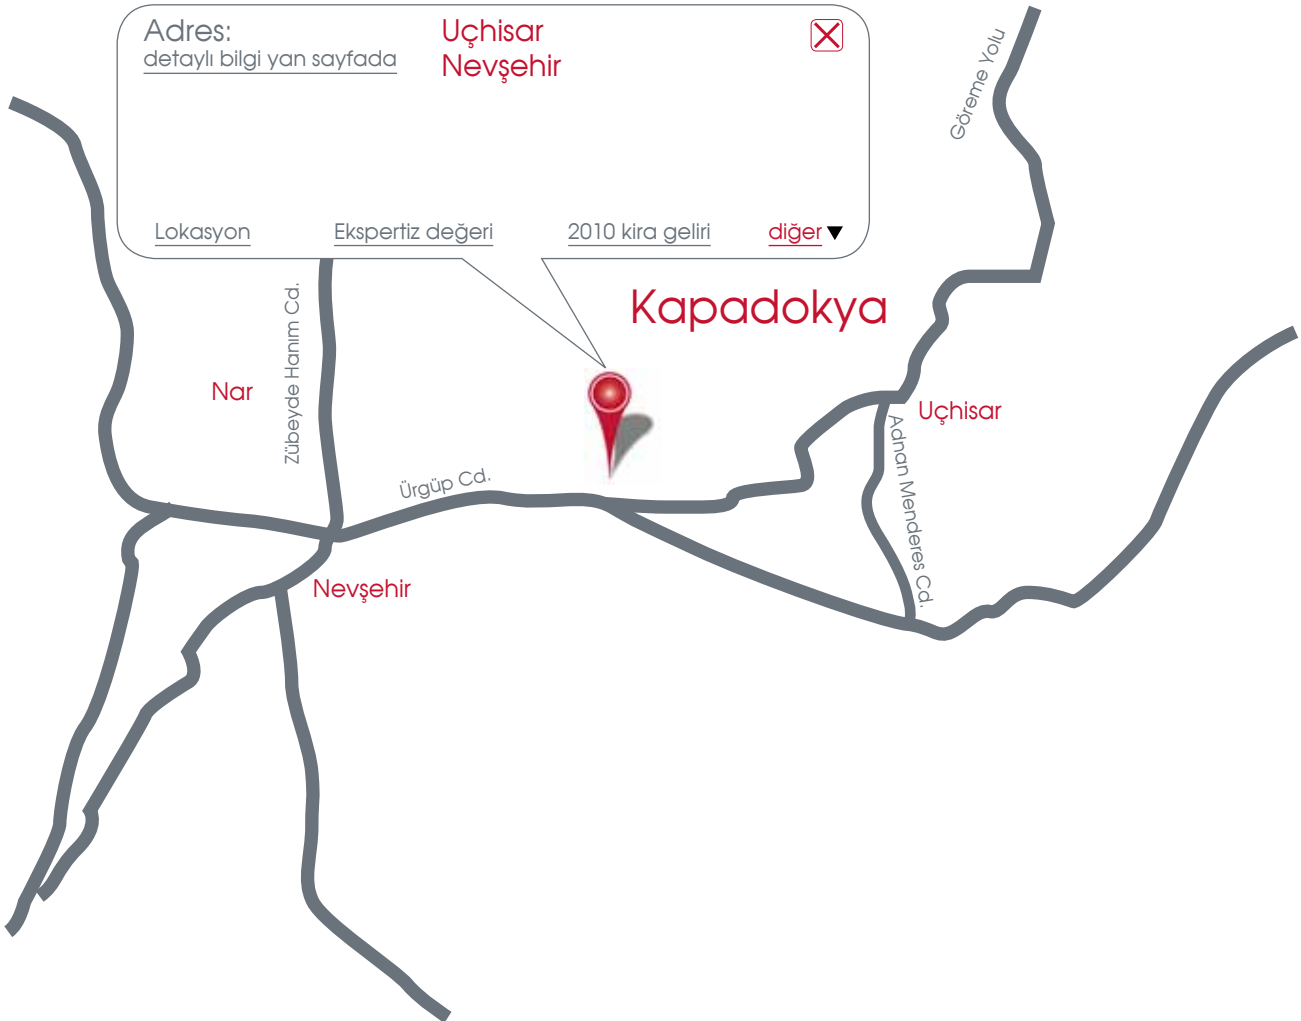 Adres:
detaylı bilgi yan sayfada
Uçhisar
Nevşehir
Lokasyon
Ekspertiz değeri
2010 kira geliri
diğer
Göreme Yolu
Kapadokya
Zübeyde Hanım Cd.
Nar
Uçhisar
Adnan Menderes Cd.
Ürgüp Cd.
Nevşehir